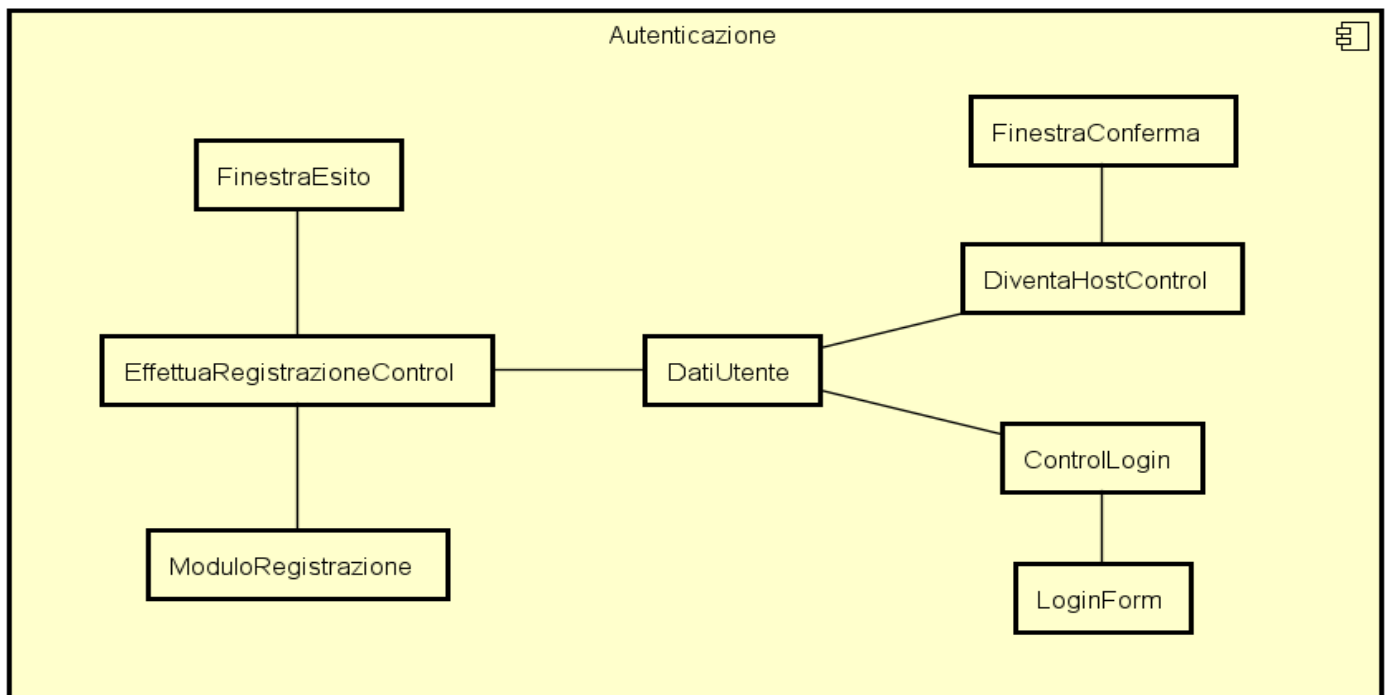 Autenticazione
FinestraConferma
FinestraEsito
DiventaHostControl
EffettuaRegistrazioneControl
DatiUtente
ControlLogin
ModuloRegistrazione
LoginForm